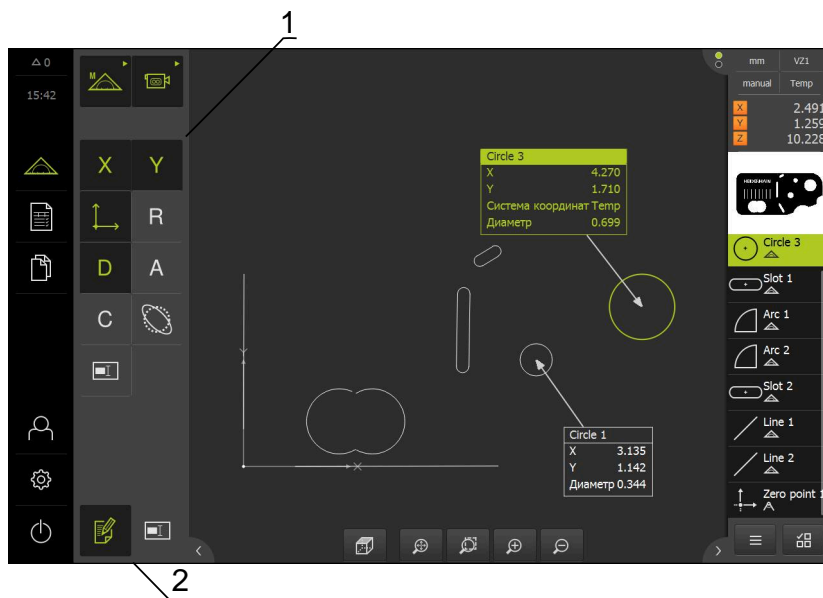 1
0
15:42
M
X Y
R
D A
C
Circle 3
X 4.270
Y 1.710
Система координат Temp
Диаметр 0.699
Y
X
Circle 1
X 3.135
Y 1.142
Диаметр 0.344
mm VZ1
manual Temp
X 2.491
Y 1.259
Z 10.228
HEIDENHAIN
Circle 3
Slot 1
Arc 1
Arc 2
Slot 2
Line 1
Line 2
Zero point 1
2